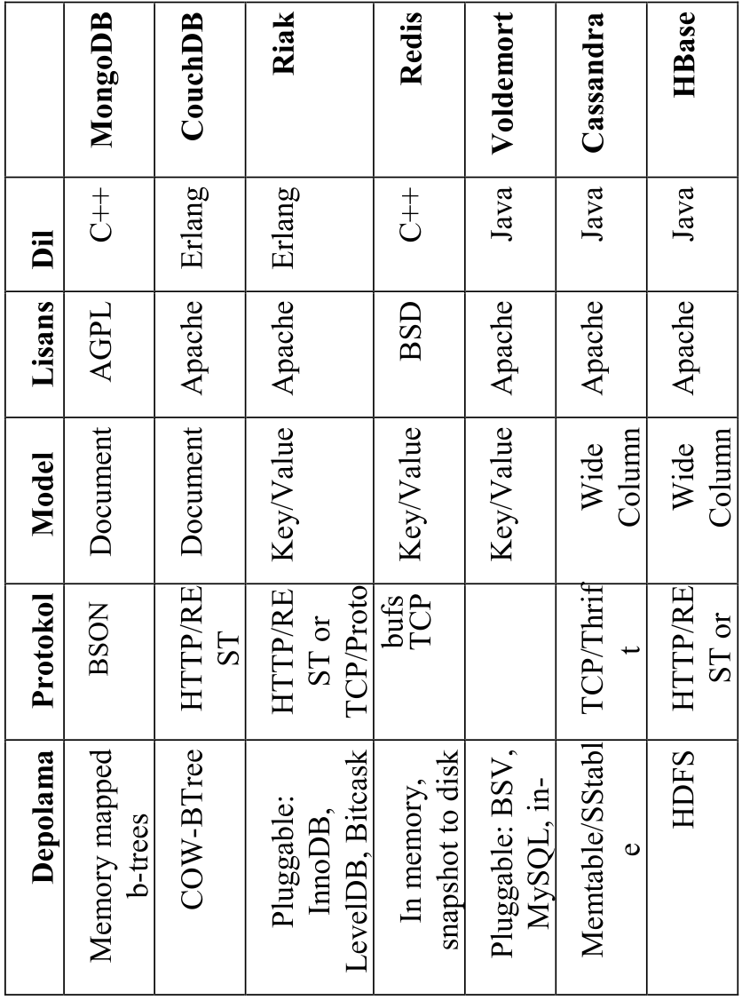 Depolama
Protokol
Model
Lisans
Dil
Memory mapped
b-trees
BSON
Document
AGPL
C++
MongoDB
COW-BTree
HTTP/RE
ST
Document
Apache
Erlang
CouchDB
Pluggable:
InnoDB,
LevelDB, Bitcask
HTTP/RE
ST or
TCP/Proto
Key/Value
Apache
Erlang
Riak
In memory,
snapshot to disk
bufs
TCP
Key/Value
BSD
C++
Redis
Pluggable: BSV,
MySQL, in-
Key/Value
Apache
Java
Voldemort
Memtable/SStabl
e
TCP/Thrif
t
Wide
Column
Apache
Java
Cassandra
HDFS
HTTP/RE
ST or
Wide
Column
Apache
Java
HBase